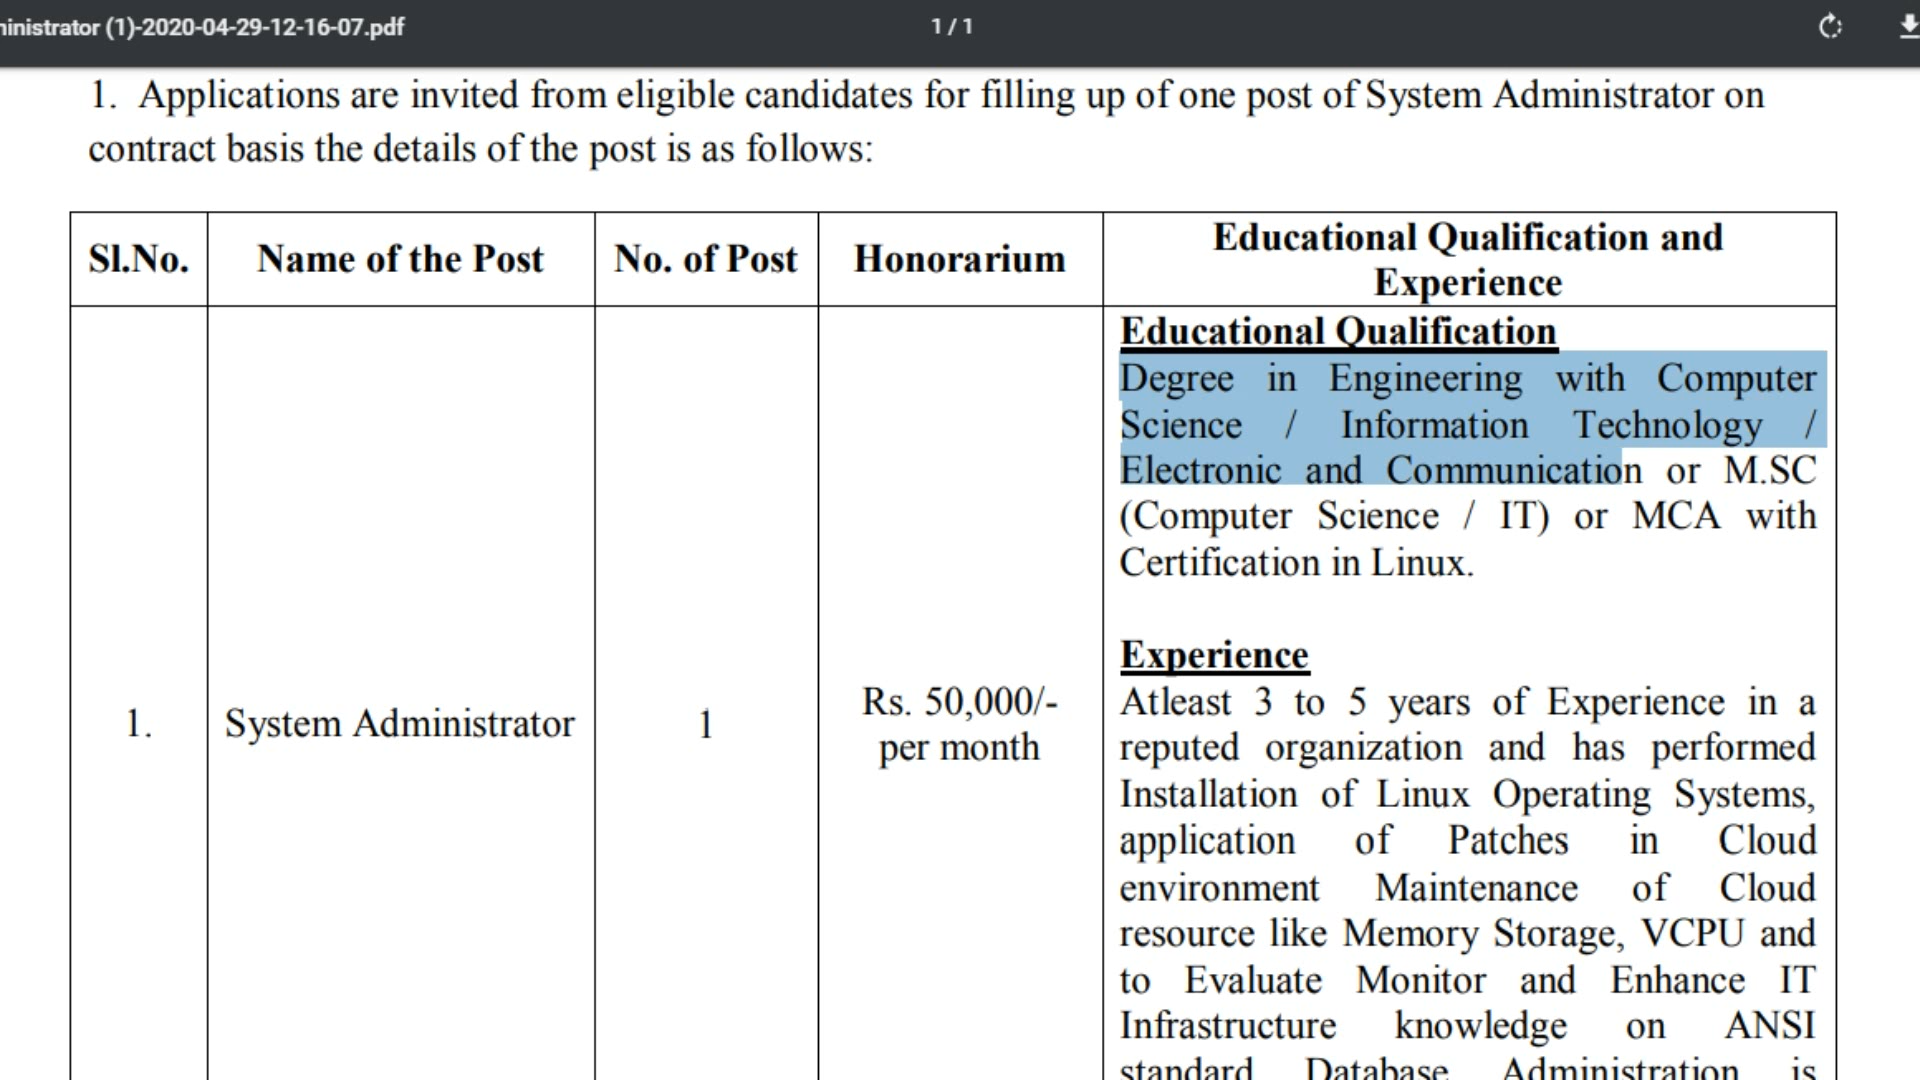 ministrator (1)-2020-04-29-12-16-07.pdf
1 / 1
1. Applications are invited from eligible candidates for filling up of one post of System Administrator on
contract basis the details of the post is as follows:
Sl.No.
Name of the Post
No. of Post
Honorarium
Educational Qualification and
Experience
1.
System Administrator
1
Rs. 50,000/-
per month
Educational Qualification
Degree in Engineering with Computer
Science / Information Technology /
Electronic and Communication or M.SC
(Computer Science / IT) or MCA with
Certification in Linux.
Experience
Atleast 3 to 5 years of Experience in a
reputed organization and has performed
Installation of Linux Operating Systems,
application of Patches in Cloud
environment Maintenance of Cloud
resource like Memory Storage, VCPU and
to Evaluate Monitor and Enhance IT
Infrastructure knowledge on ANSI
standard Database Administration is